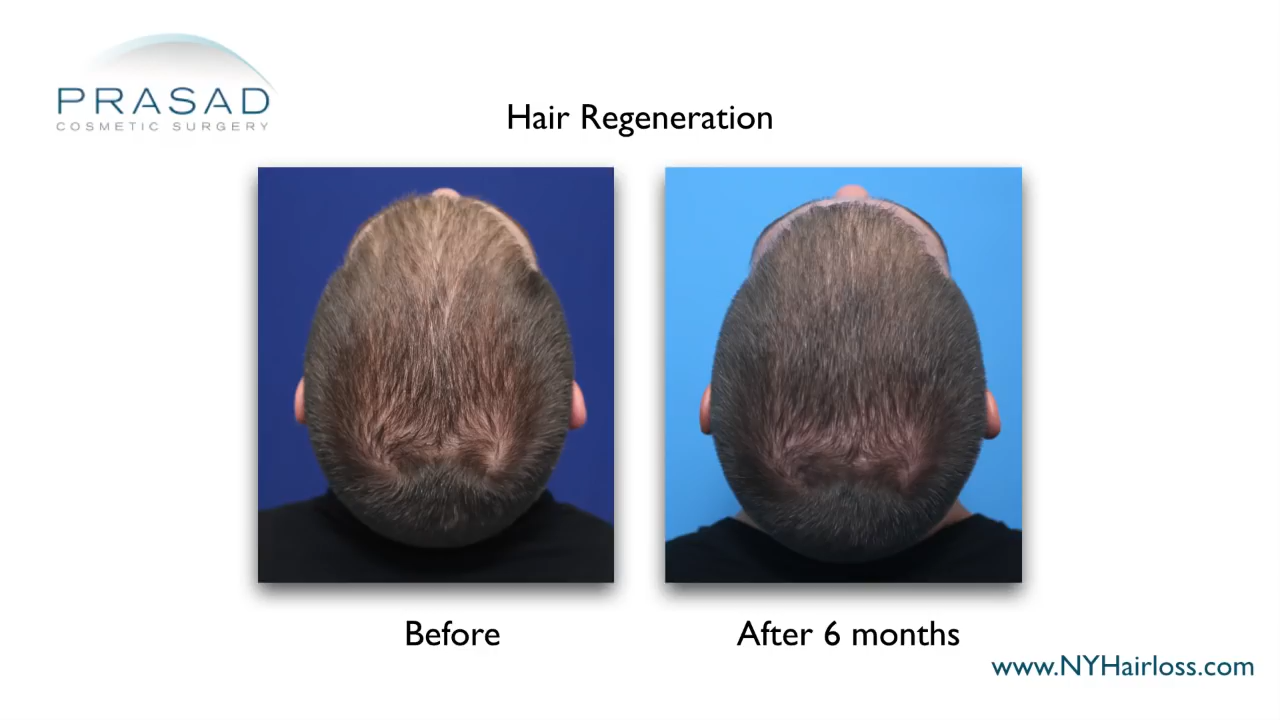 PRASAD
COSMETIC SURGERY
Hair Regeneration
Before
After 6 months
www.NYHairloss.com